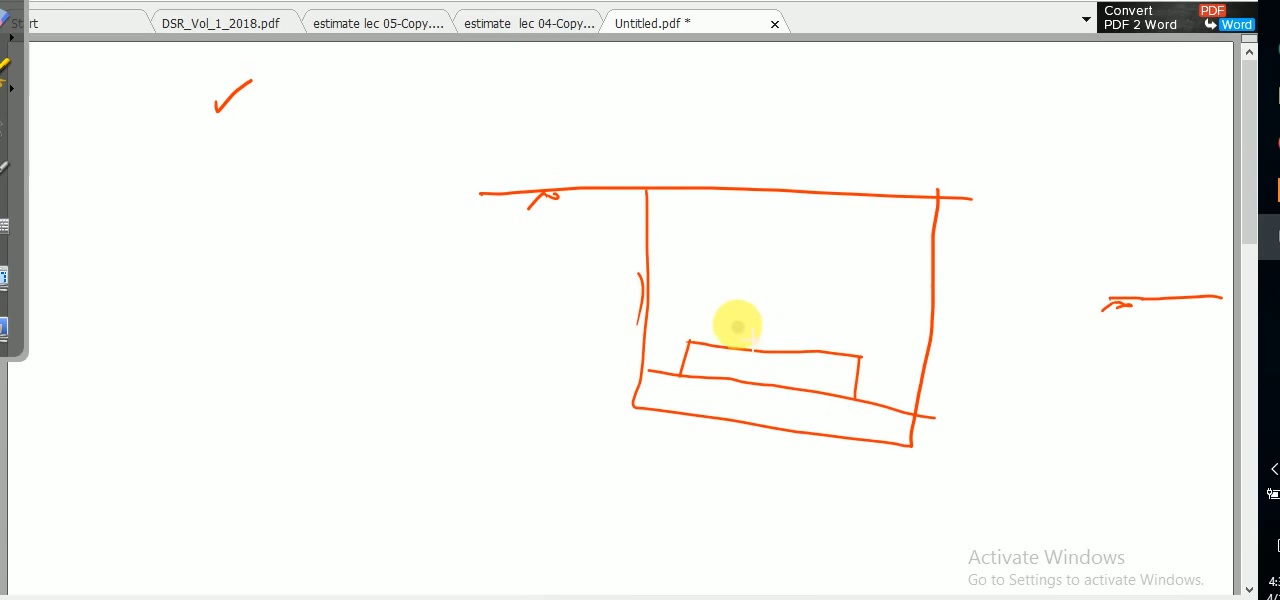 Start
DSR_Vol_1_2018.pdf
estimate lec 05-Copy....
estimate lec 04-Copy...
Untitled.pdf *
Convert
PDF 2 Word
PDF
Word
Activate Windows
Go to Settings to activate Windows.